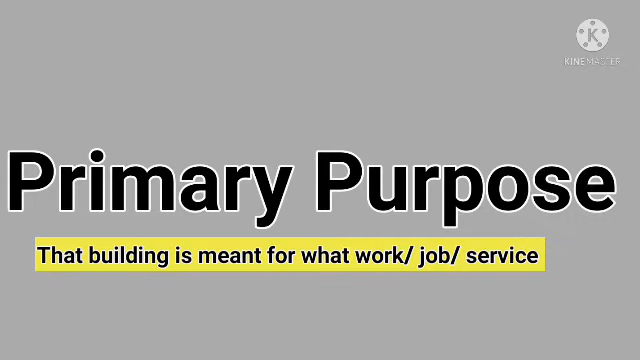 KINEMASTER
Primary Purpose
That building is meant for what work/ job/ service